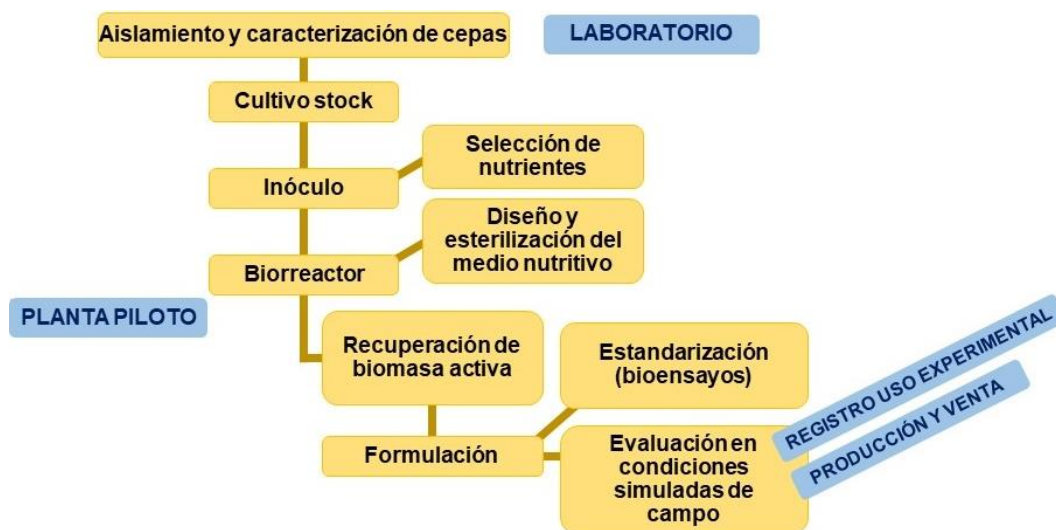 Aislamiento y caracterización de cepas
LABORATORIO
Cultivo stock
Selección de
nutrientes
Inóculo
Diseño y
esterilización del
medio nutritivo
Biorreactor
PLANTA PILOTO
Recuperación de
biomasa activa
Estandarización
(bioensayos)
REGISTRO USO EXPERIMENTAL
PRODUCCIÓN Y VENTA
Formulación
Evaluación en
condiciones
simuladas de
campo